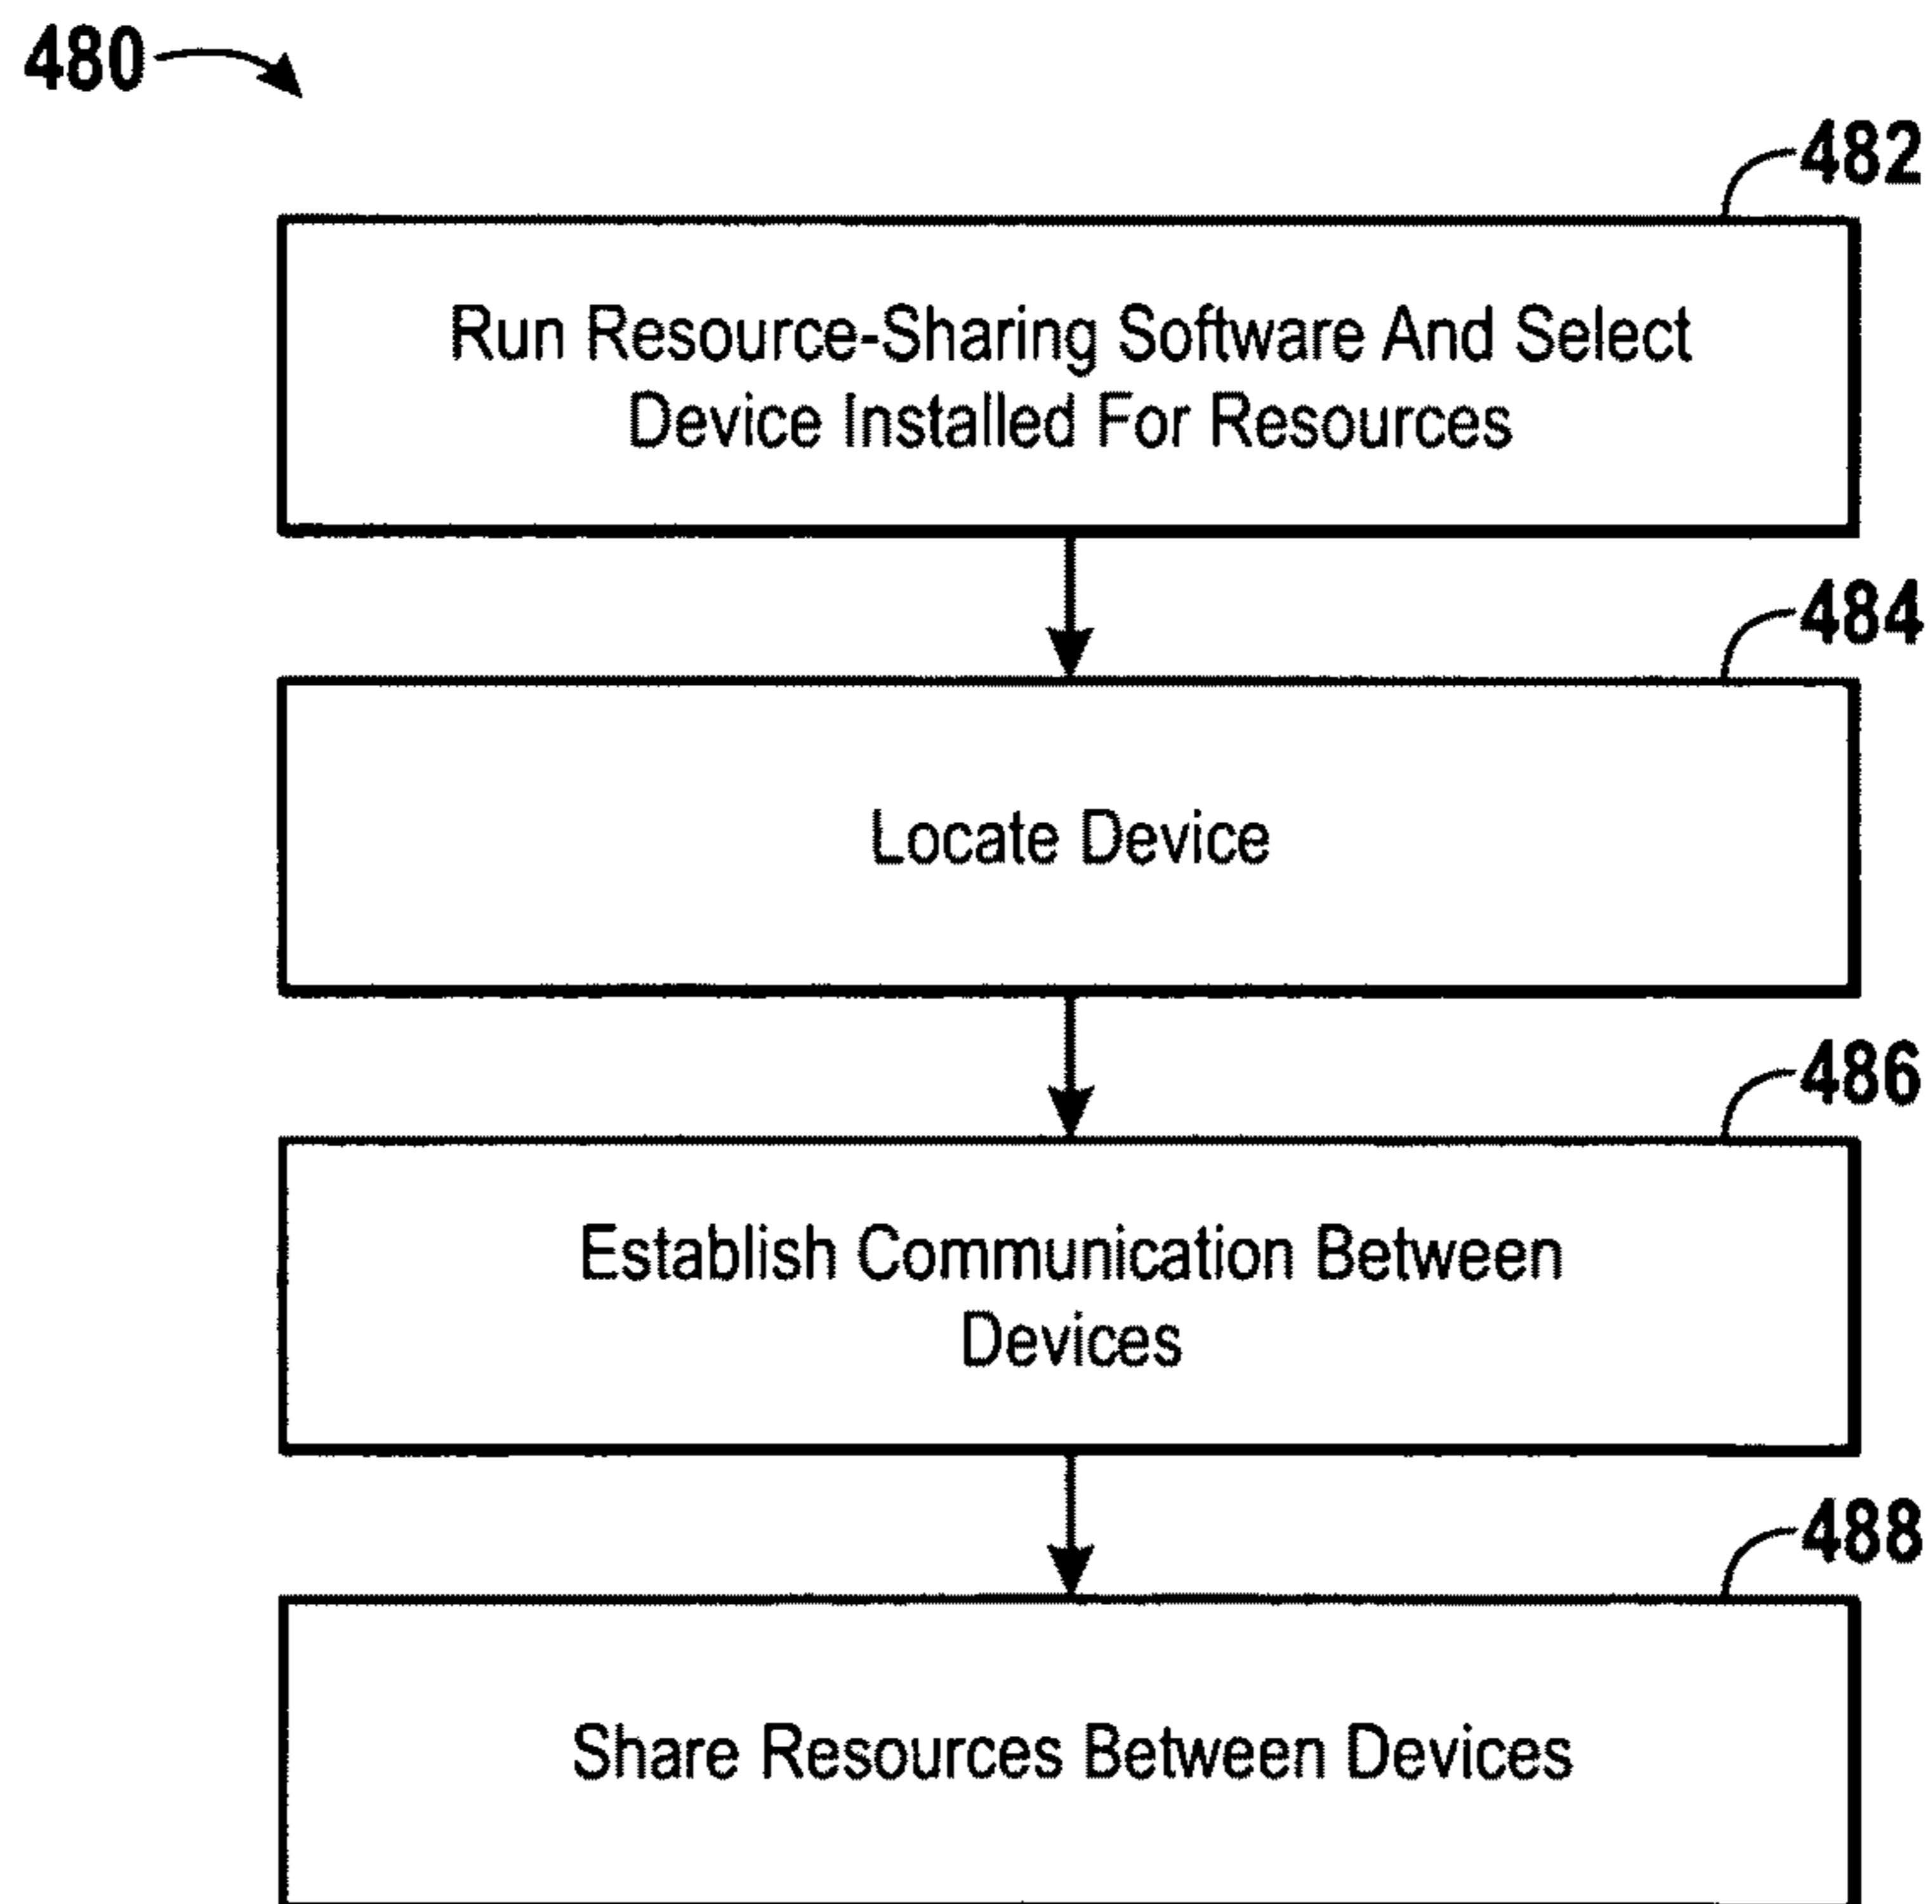 480
482
Run Resource-Sharing Software And Select
Device Installed For Resources
484
Locate Device
486
Establish Communication Between
Devices
488
Share Resources Between Devices